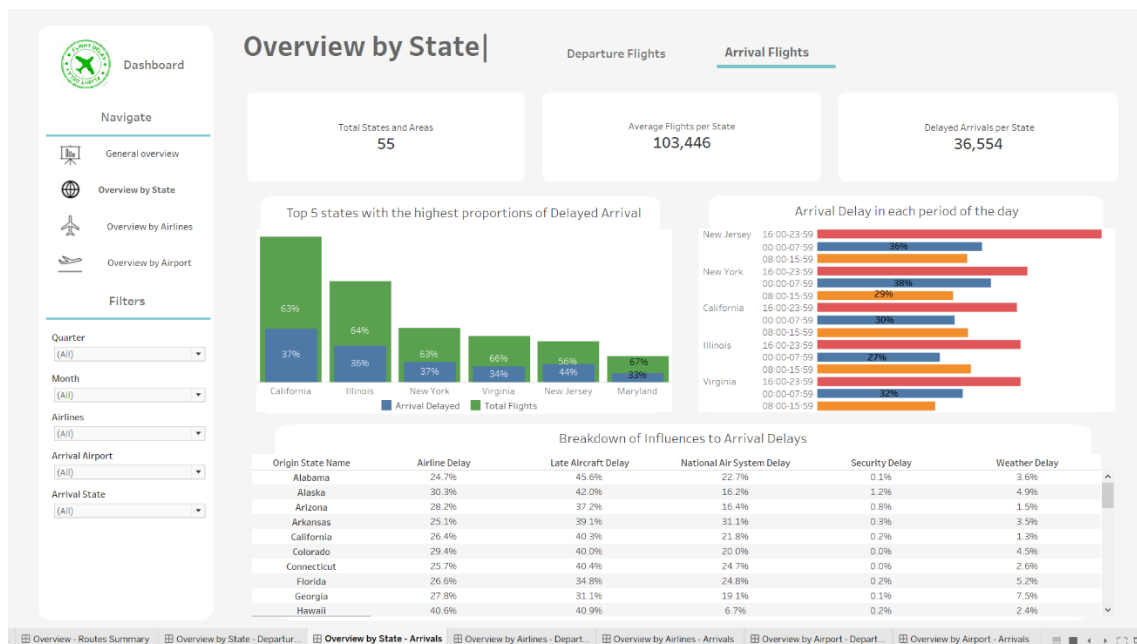 FLIGHT DELAY
FLIGHT DELAY
Dashboard
Navigate
General overview
Overview by State
Overview by Airlines
Overview by Airport
Filters
Quarter
(All)
Month
(All)
Airlines
(All)
Arrival Airport
(All)
Arrival State
(All)
Overview by State|
Departure Flights
Arrival Flights
Total States and Areas
55
Average Flights per State
103,446
Delayed Arrivals per State
36,554
Top 5 states with the highest proportions of Delayed Arrival
63%
37%
64%
36%
63%
37%
66%
34%
56%
44%
67%
33%
California Illinois New York Virginia New Jersey Maryland
Arrival Delayed Total Flights
Arrival Delay in each period of the day
New Jersey 16:00-23:59
00:00-07:59 36%
08:00-15:59
New York 16:00-23:59
00:00-07:59 38%
08:00-15:59 29%
California 16:00-23:59
00:00-07:59 30%
08:00-15:59
Illinois 16:00-23:59
00:00-07:59 27%
08:00-15:59
Virginia 16:00-23:59
00:00-07:59 32%
08:00-15:59
Breakdown of Influences to Arrival Delays
Origin State Name Airline Delay Late Aircraft Delay National Air System Delay Security Delay Weather Delay
Alabama 24.7% 45.6% 22.7% 0.1% 3.6%
Alaska 30.3% 42.0% 16.2% 1.2% 4.9%
Arizona 28.2% 37.2% 16.4% 0.8% 1.5%
Arkansas 25.1% 39.1% 31.1% 0.3% 3.5%
California 26.4% 40.3% 21.8% 0.2% 1.3%
Colorado 29.4% 40.0% 20.0% 0.0% 4.5%
Connecticut 25.7% 40.4% 24.7% 0.0% 2.6%
Florida 26.6% 34.8% 24.8% 0.2% 5.2%
Georgia 27.8% 31.1% 19.1% 0.1% 7.5%
Hawaii 40.6% 40.9% 6.7% 0.2% 2.4%
Overview - Routes Summary Overview by State - Departur... Overview by State - Arrivals Overview by Airlines - Depart... Overview by Airlines - Arrivals Overview by Airport - Depart... Overview by Airport - Arrivals